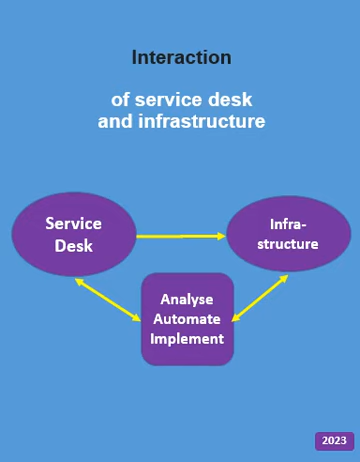 Interaction
of service desk
and infrastructure
Service
Desk
Infra-
structure
Analyse
Automate
Implement
2023